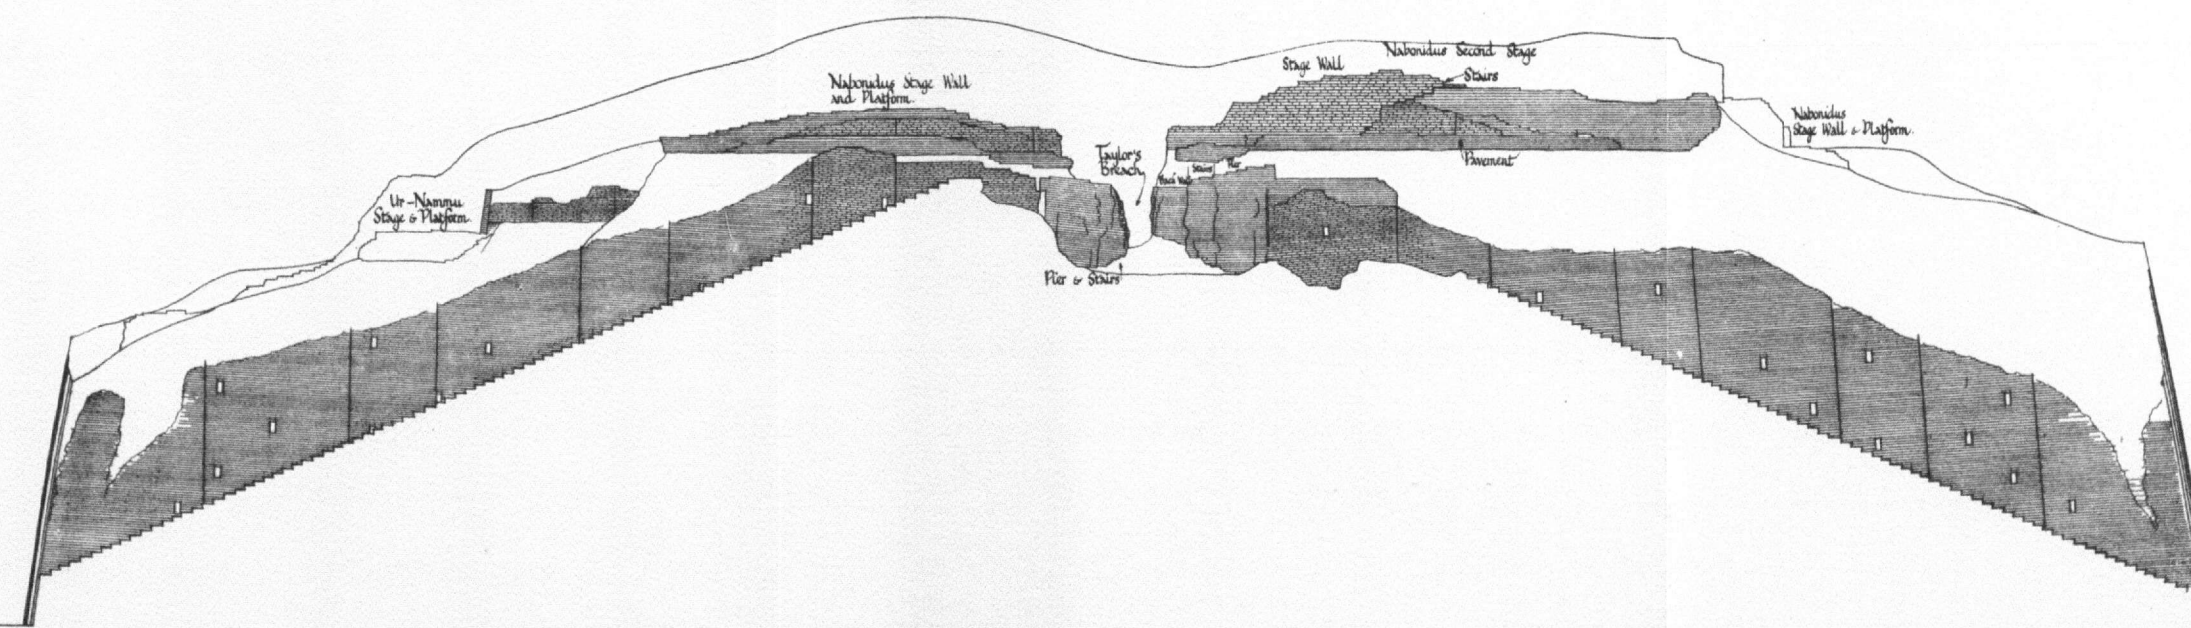 Nabonidus Second Stage
Stage Wall
Stairs
Nabonidus Stage Wall
and Platform.
Nabonidus
Stage Wall & Platform.
Taylor's
Breach
Pavement
Stairs
Pier
Ur-Nammu
Stage & Platform.
Pier & Stairs